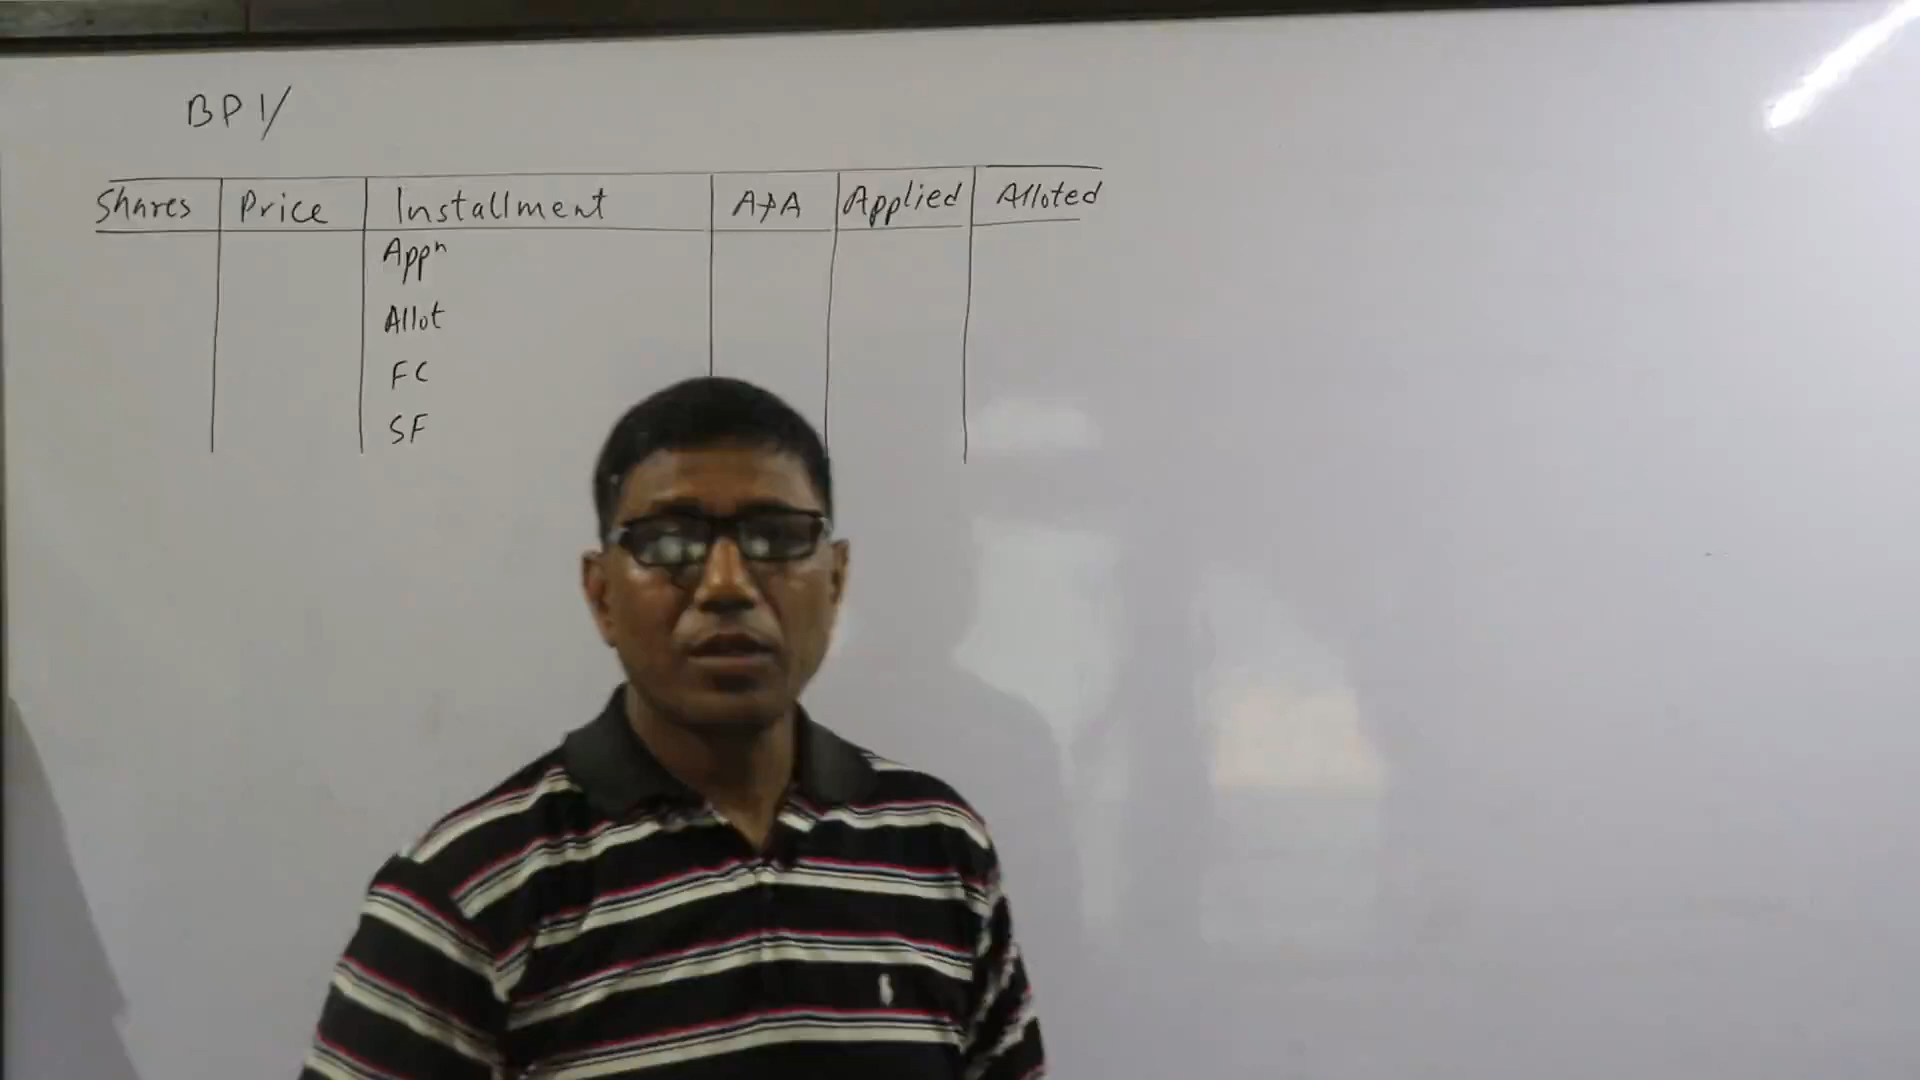 BP 1/
Shares Price Installment A+A Applied Alloted
Appn
Allot
FC
SF